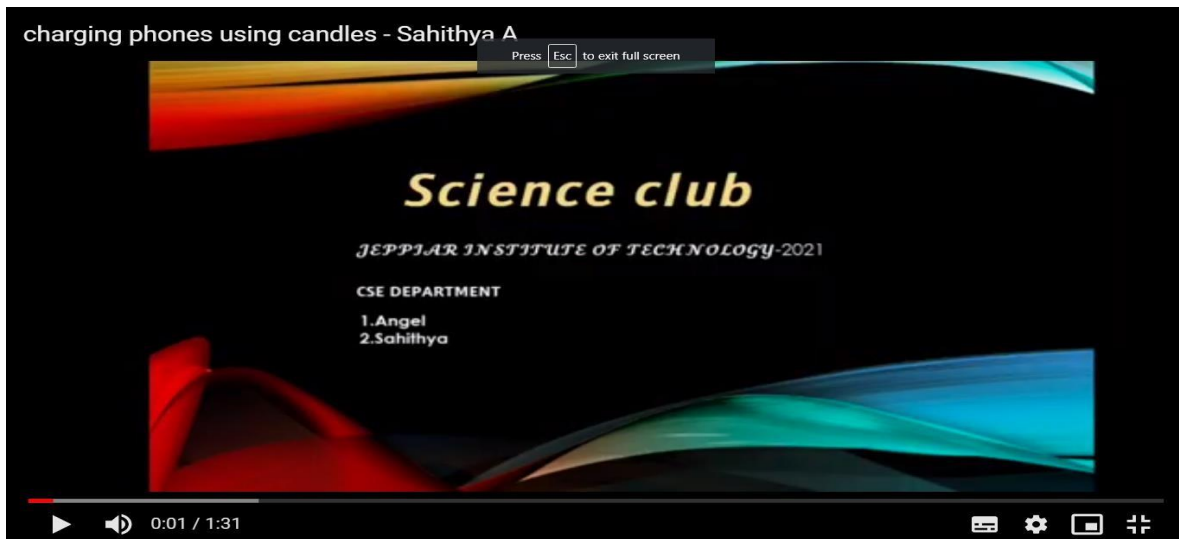 charging phones using candles - Sahithya A
Press Esc to exit full screen
Science club
JEPPIAR INSTITUTE OF TECHNOLOGY-2021
CSE DEPARTMENT
1.Angel
2.Sahithya
0:01 / 1:31